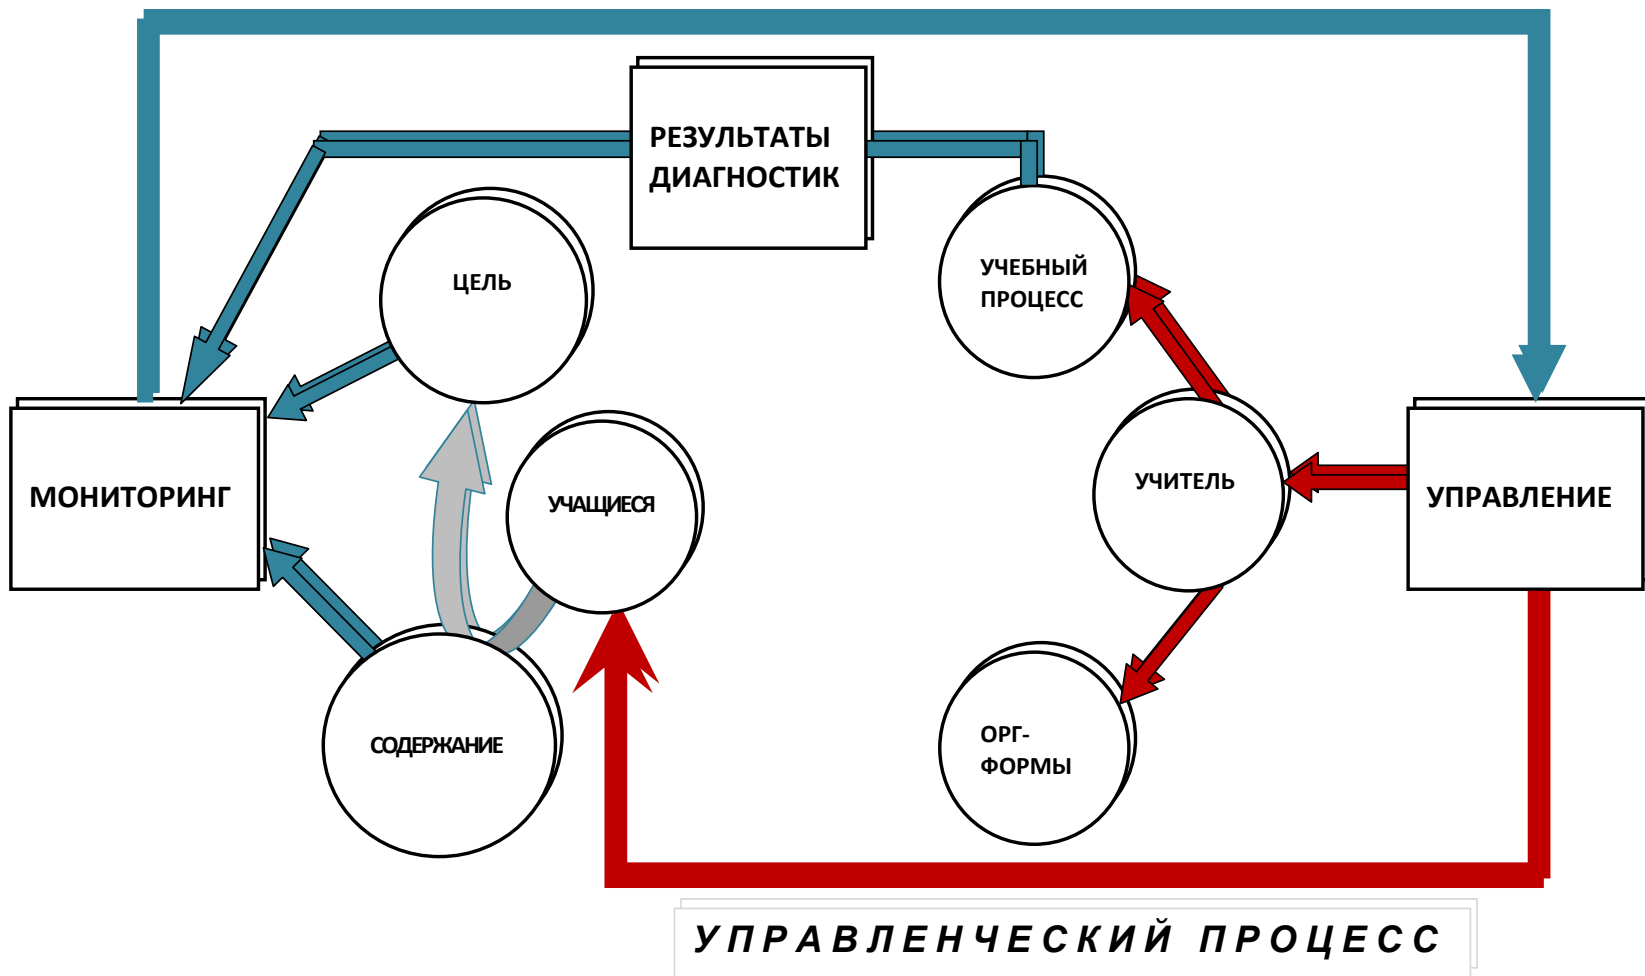 РЕЗУЛЬТАТЫ
ДИАГНОСТИК
ЦЕЛЬ
УЧЕБНЫЙ
ПРОЦЕСС
МОНИТОРИНГ
УЧАЩИЕСЯ
УЧИТЕЛЬ
УПРАВЛЕНИЕ
СОДЕРЖАНИЕ
ОРГ-
ФОРМЫ
УПРАВЛЕНЧЕСКИЙ ПРОЦЕСС